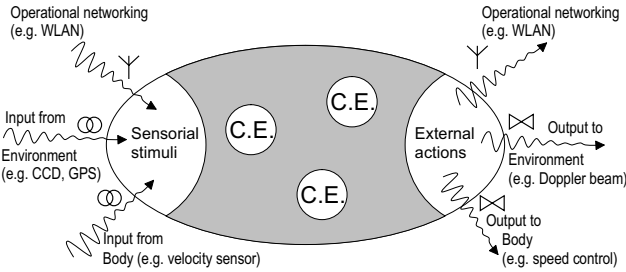 Operational networking
(e.g. WLAN)
Input from
Environment
(e.g. CCD, GPS)
Input from
Body (e.g. velocity sensor)
Sensorial
stimuli
C.E.
C.E.
C.E.
External
actions
Operational networking
(e.g. WLAN)
Output to
Environment
(e.g. Doppler beam)
Output to
Body
(e.g. speed control)